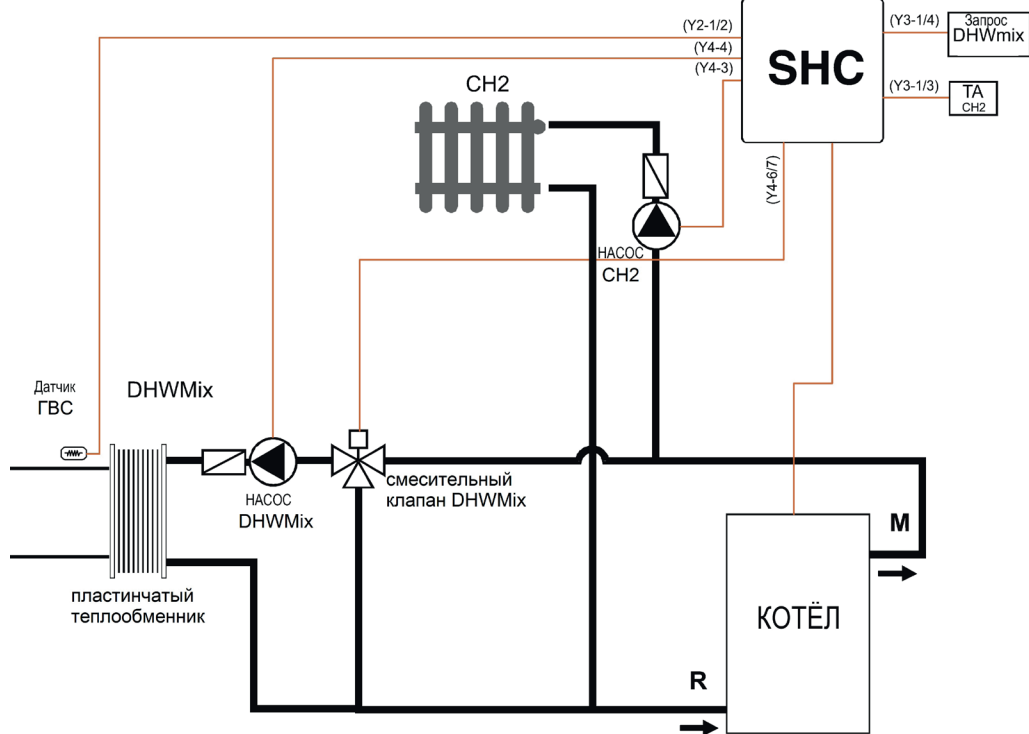 (Y2-1/2)
(Y4-4)
(Y4-3)
SHC
(Y3-1/4)
Запрос
DHWmix
(Y3-1/3)
TA
CH2
(Y4-6/7)
CH2
НАСОС
CH2
Датчик
ГВС
DHWMix
НАСОС
DHWMix
смесительный
клапан DHWMix
пластинчатый
теплообменник
M
КОТЁЛ
R